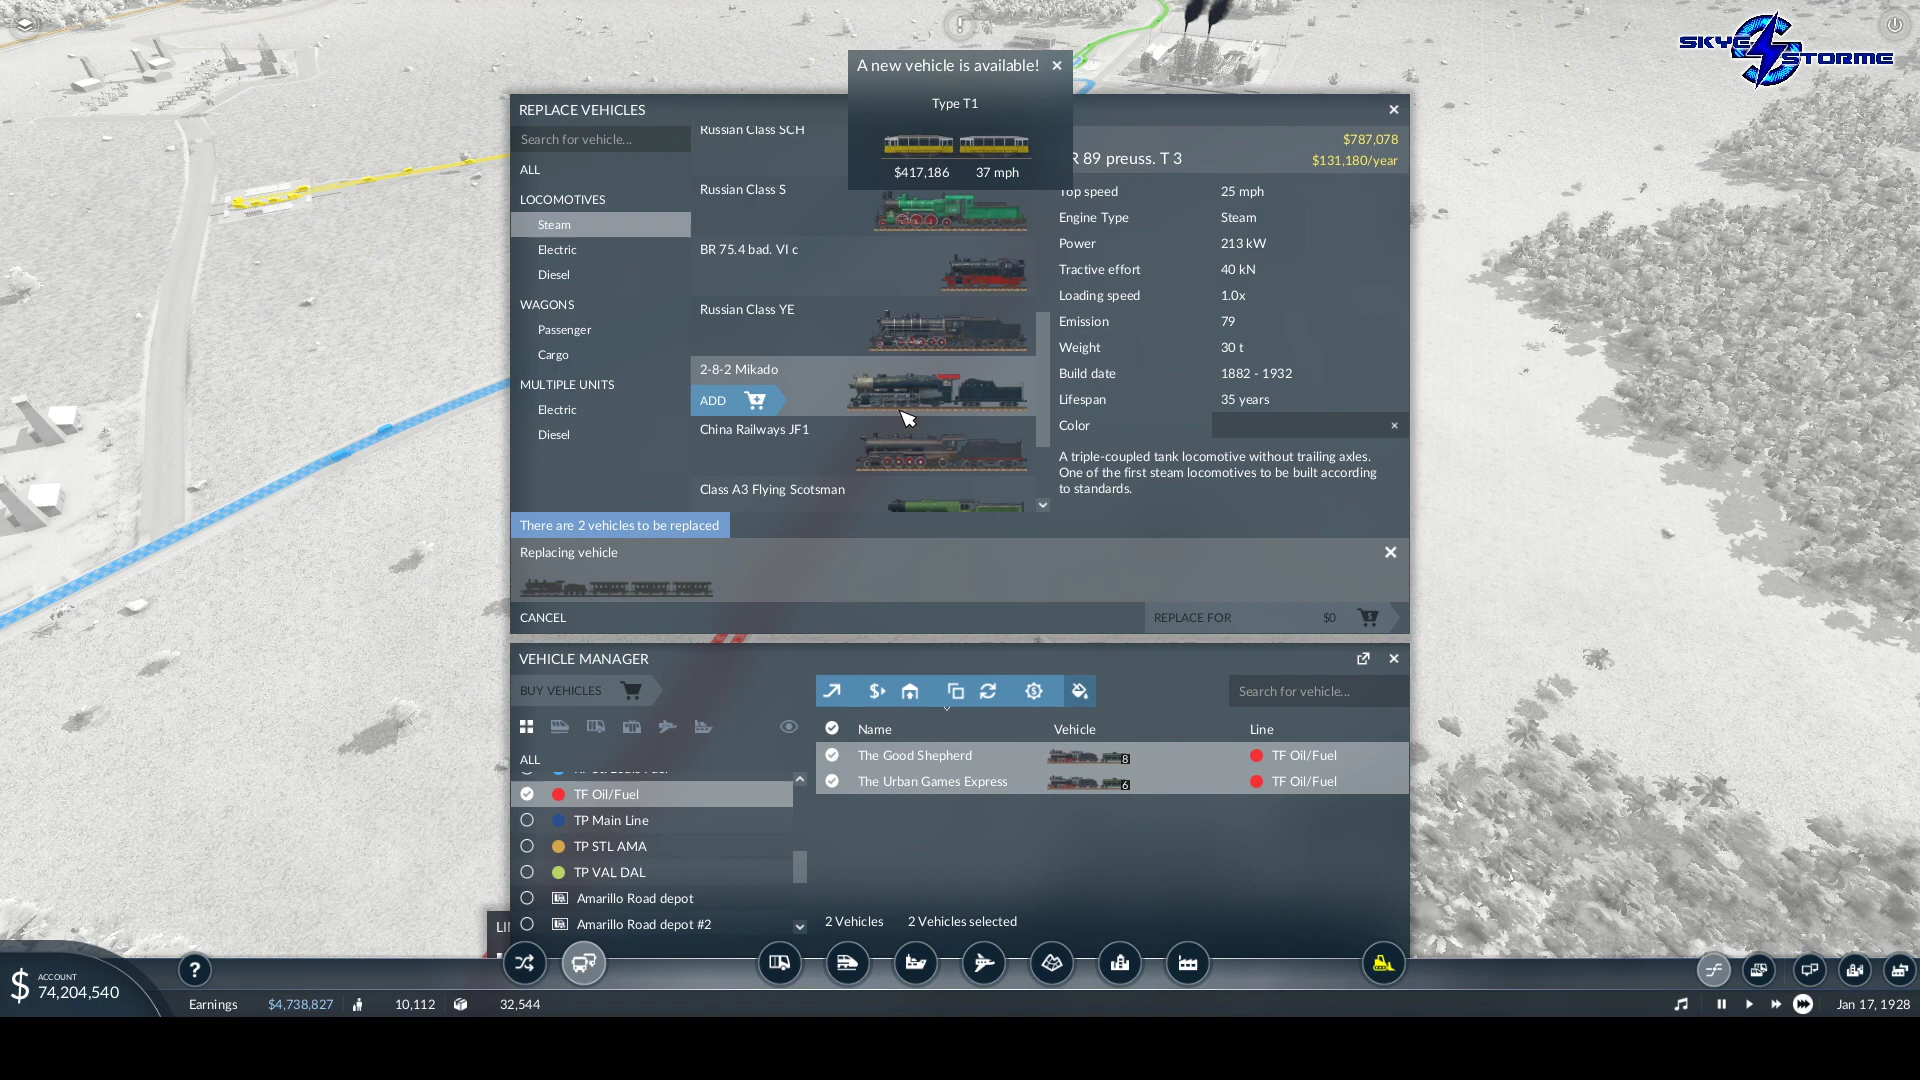 SKYE STORME
A new vehicle is available!
Type T1
$417,186 37 mph
REPLACE VEHICLES
Search for vehicle...
ALL
LOCOMOTIVES
Steam
Electric
Diesel
WAGONS
Passenger
Cargo
MULTIPLE UNITS
Electric
Diesel
Russian Class SCH
Russian Class S
BR 75.4 bad. VI c
Russian Class YE
2-8-2 Mikado
ADD
China Railways JF1
Class A3 Flying Scotsman
$787,078
R 89 preuss. T 3
$131,180/year
Top speed 25 mph
Engine Type Steam
Power 213 kW
Tractive effort 40 kN
Loading speed 1.0x
Emission 79
Weight 30 t
Build date 1882 - 1932
Lifespan 35 years
Color
A triple-coupled tank locomotive without trailing axles.
One of the first steam locomotives to be built according
to standards.
There are 2 vehicles to be replaced
Replacing vehicle
CANCEL
REPLACE FOR $0
VEHICLE MANAGER
BUY VEHICLES
Search for vehicle...
ALL
TF Oil/Fuel
TP Main Line
TP STL AMA
TP VAL DAL
Amarillo Road depot
Amarillo Road depot #2
Name Vehicle Line
The Good Shepherd 8 TF Oil/Fuel
The Urban Games Express 6 TF Oil/Fuel
2 Vehicles 2 Vehicles selected
LI
?
$ ACCOUNT
74,204,540
Earnings $4,738,827 10,112 32,544
Jan 17, 1928